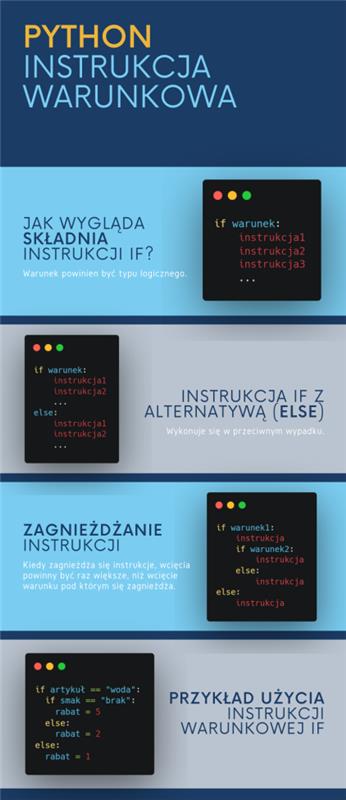 PYTHON
INSTRUKCJA
WARUNKOWA
JAK WYGLĄDA
SKŁADNIA
INSTRUKCJI IF?
Warunek powinien być typu logicznego.
if warunek:
    instrukcja1
    instrukcja2
    instrukcja3
    ...
if warunek:
    instrukcja1
    instrukcja2
    ...
else:
    instrukcja1
    instrukcja2
    ...
INSTRUKCJA IF Z
ALTERNATYWĄ (ELSE)
Wykonuje się w przeciwnym wypadku.
ZAGNIEŻDŻANIE
INSTRUKCJI
Kiedy zagnieżdża się instrukcje, wcięcia
powinny być raz większe, niż wcięcie
warunku pod którym się zagnieżdża.
if warunek1:
    instrukcja
    if warunek2:
        instrukcja
    else:
        instrukcja
else:
    instrukcja
if artykuł == "woda":
  if smak == "brak":
    rabat = 5
  else:
    rabat = 2
else:
  rabat = 1
PRZYKŁAD UŻYCIA
INSTRUKCJI
WARUNKOWEJ IF